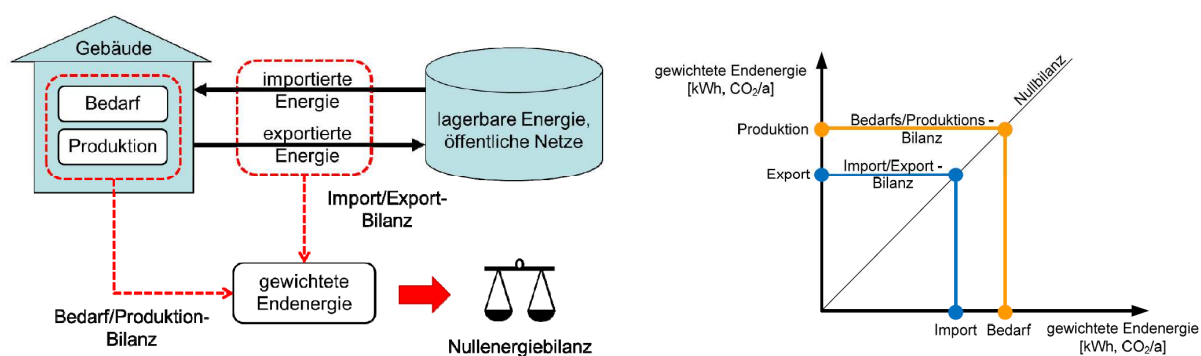 Gebäude
Bedarf
Produktion
importierte
Energie
exportierte
Energie
lagerbare Energie,
öffentliche Netze
Import/Export-
Bilanz
gewichtete
Endenergie
Bedarf/Produktion-
Bilanz
Nullenergiebilanz
gewichtete Endenergie
[kWh, CO₂/a]
Nullbilanz
Produktion
Bedarfs/Produktions -
Bilanz
Export
Import/Export -
Bilanz
Import
Bedarf
gewichtete Endenergie
[kWh, CO₂/a]